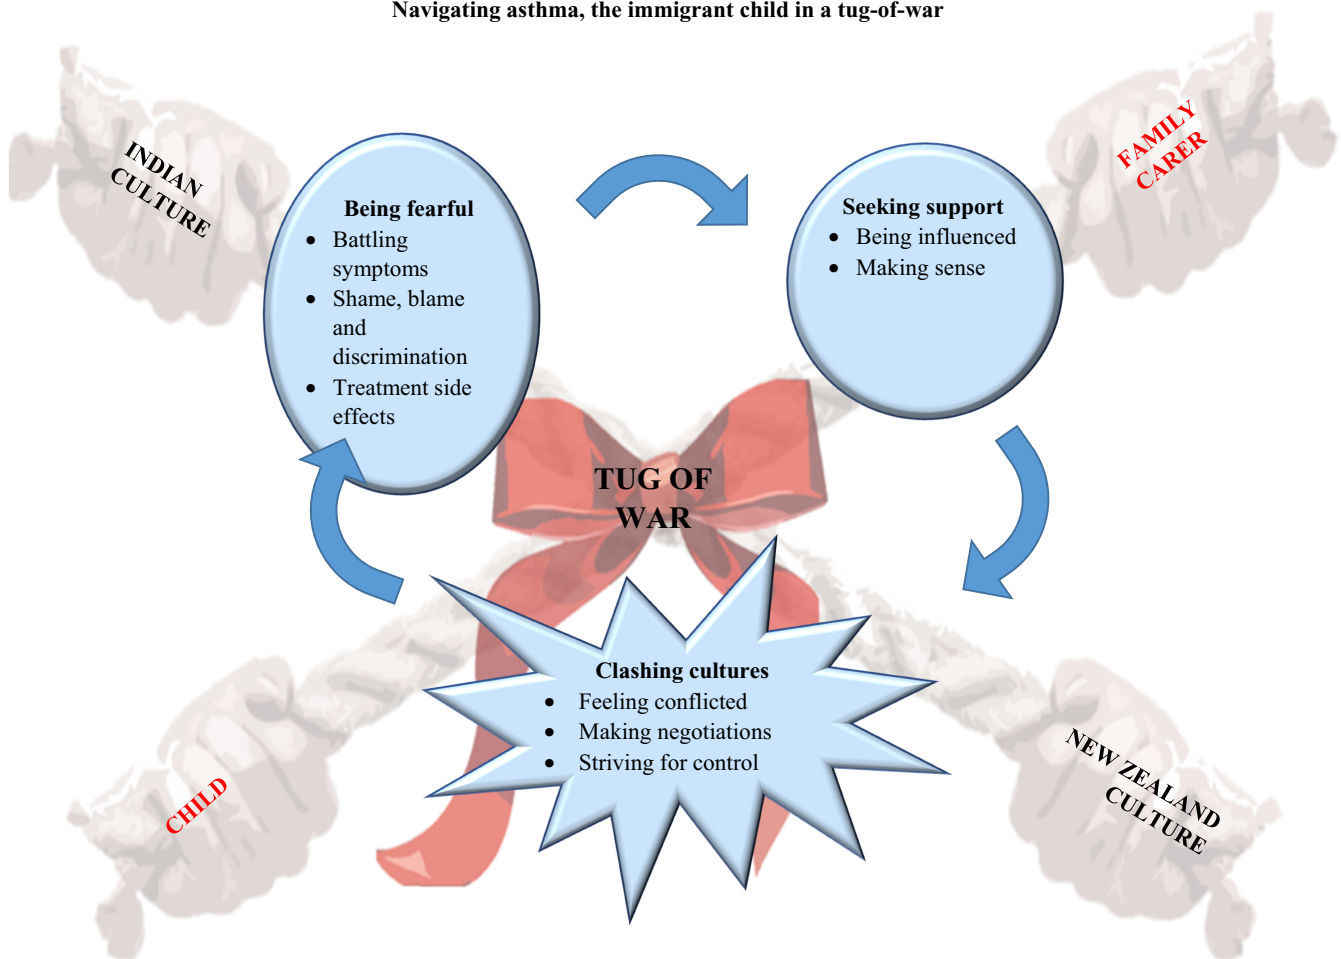 Navigating asthma, the immigrant child in a tug-of-war
INDIAN
CULTURE
FAMILY
CARER
Being fearful
• Battling
symptoms
• Shame, blame
and
discrimination
• Treatment side
effects
Seeking support
• Being influenced
• Making sense
TUG OF
WAR
Clashing cultures
• Feeling conflicted
• Making negotiations
• Striving for control
CHILD
NEW ZEALAND
CULTURE